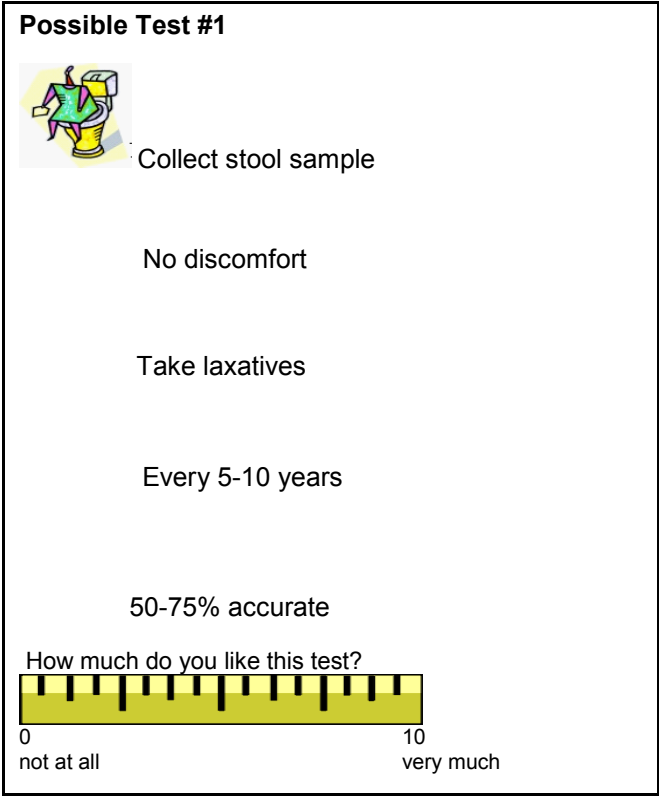 Possible Test #1
Collect stool sample
No discomfort
Take laxatives
Every 5-10 years
50-75% accurate
How much do you like this test?
0 10
not at all very much